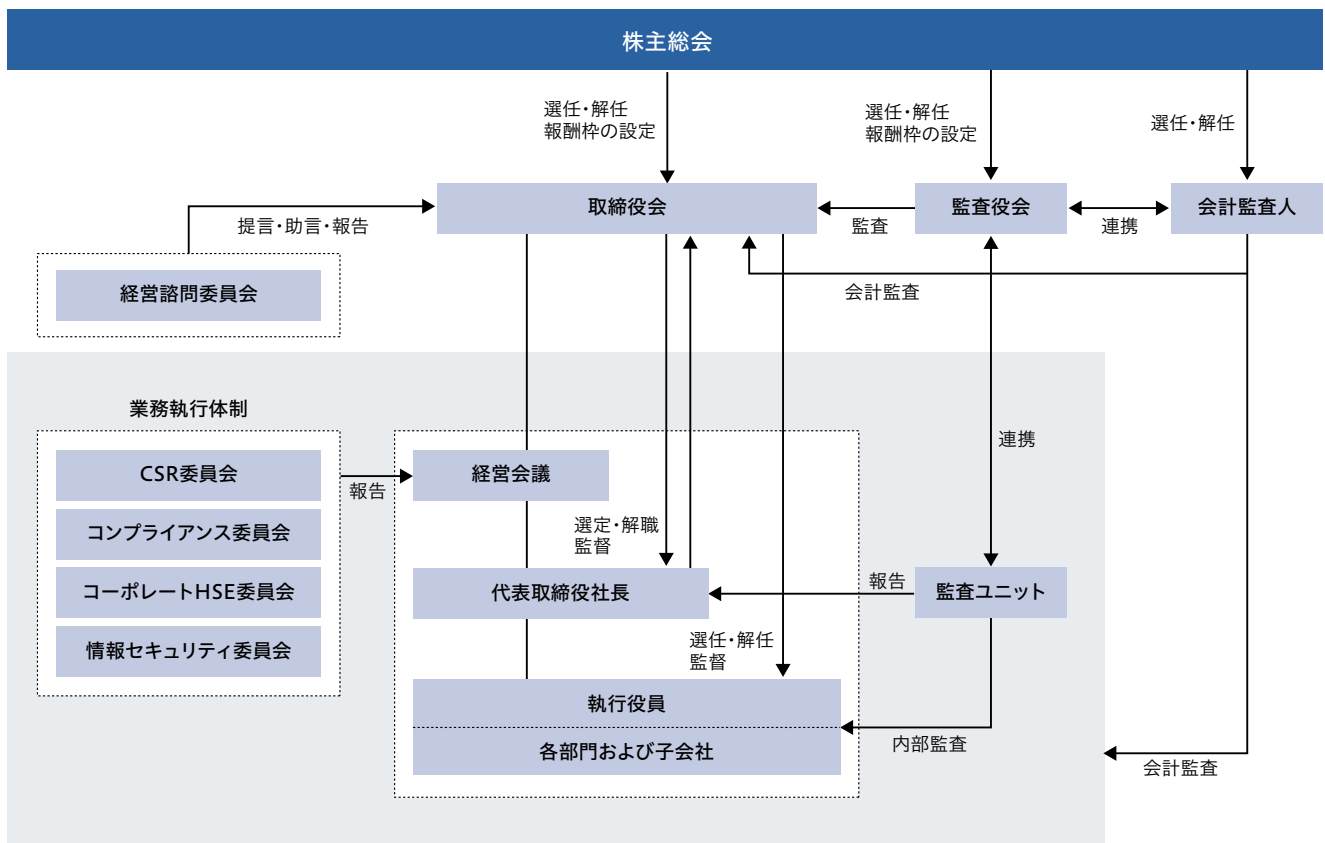 株主総会
選任・解任
報酬枠の設定
選任・解任
報酬枠の設定
選任・解任
取締役会
監査役会
会計監査人
提言・助言・報告
監査
連携
経営諮問委員会
会計監査
業務執行体制
連携
CSR委員会
経営会議
報告
コンプライアンス委員会
選定・解職
監督
コーポレートHSE委員会
代表取締役社長
報告
監査ユニット
情報セキュリティ委員会
選任・解任
監督
執行役員
各部門および子会社
内部監査
会計監査